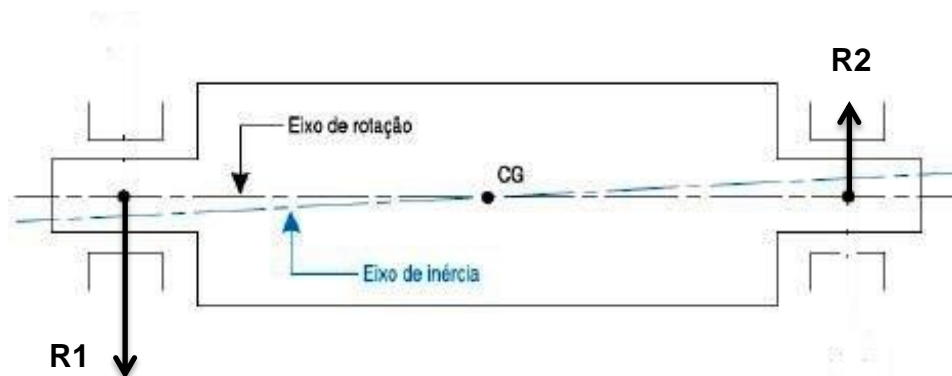 R2
Eixo de rotação
CG
Eixo de inércia
R1